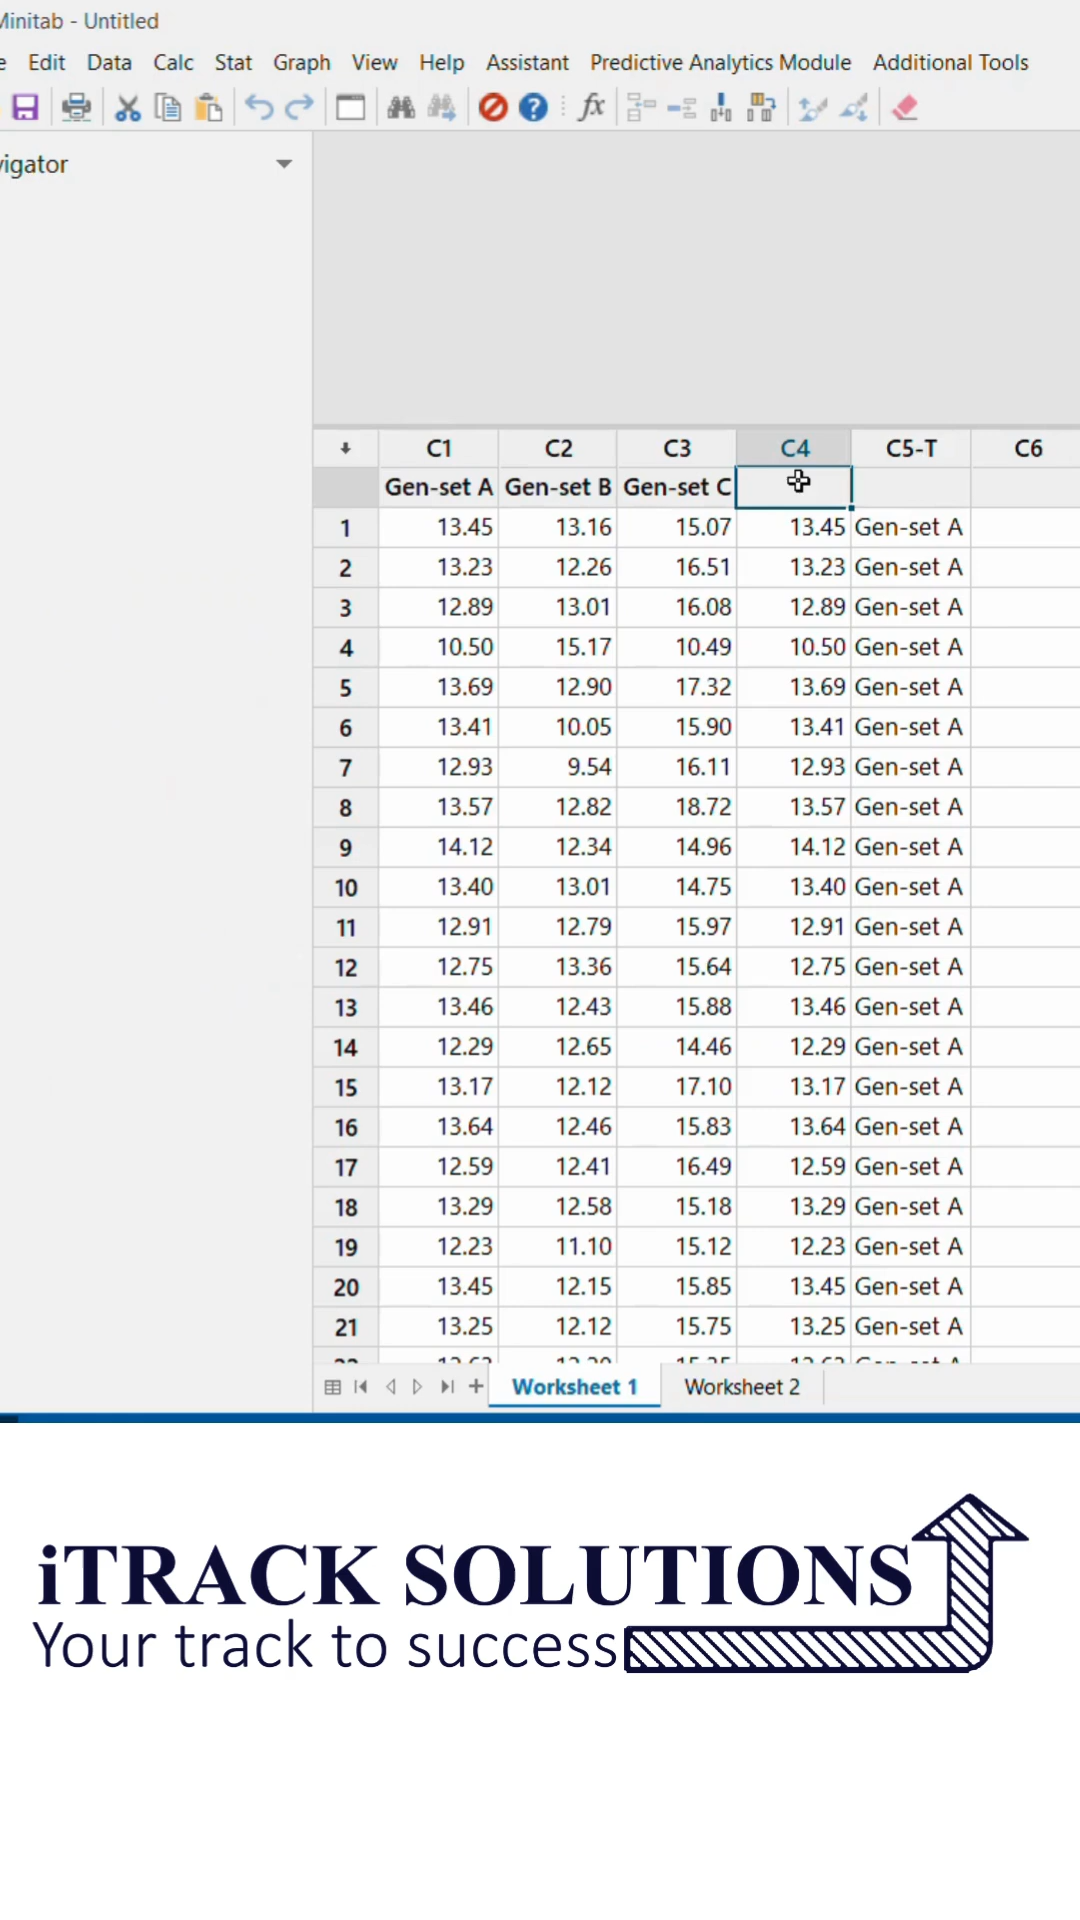 Minitab - Untitled
e Edit Data Calc Stat Graph View Help Assistant Predictive Analytics Module Additional Tools
fx
vigator
C1 C2 C3 C4 C5-T C6
Gen-set A Gen-set B Gen-set C
1 13.45 13.16 15.07 13.45 Gen-set A
2 13.23 12.26 16.51 13.23 Gen-set A
3 12.89 13.01 16.08 12.89 Gen-set A
4 10.50 15.17 10.49 10.50 Gen-set A
5 13.69 12.90 17.32 13.69 Gen-set A
6 13.41 10.05 15.90 13.41 Gen-set A
7 12.93 9.54 16.11 12.93 Gen-set A
8 13.57 12.82 18.72 13.57 Gen-set A
9 14.12 12.34 14.96 14.12 Gen-set A
10 13.40 13.01 14.75 13.40 Gen-set A
11 12.91 12.79 15.97 12.91 Gen-set A
12 12.75 13.36 15.64 12.75 Gen-set A
13 13.46 12.43 15.88 13.46 Gen-set A
14 12.29 12.65 14.46 12.29 Gen-set A
15 13.17 12.12 17.10 13.17 Gen-set A
16 13.64 12.46 15.83 13.64 Gen-set A
17 12.59 12.41 16.49 12.59 Gen-set A
18 13.29 12.58 15.18 13.29 Gen-set A
19 12.23 11.10 15.12 12.23 Gen-set A
20 13.45 12.15 15.85 13.45 Gen-set A
21 13.25 12.12 15.75 13.25 Gen-set A
Worksheet 1 Worksheet 2
iTRACK SOLUTIONS
Your track to success